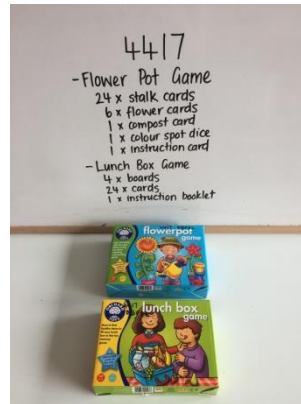 4417
- Flower Pot Game
24 x stalk cards
6 x flower cards
1 x compost card
1 x colour spot dice
1 x instruction card
- Lunch Box Game
4 x boards
24 x cards
1 x instruction booklet
flowerpot
game
lunch box
game